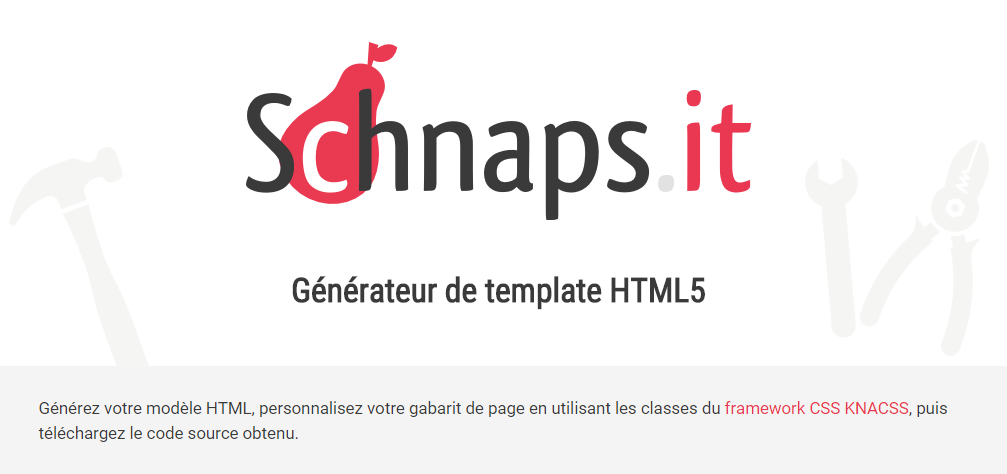 Schnaps.it
Générateur de template HTML5
Générez votre modèle HTML, personnalisez votre gabarit de page en utilisant les classes du framework CSS KNACSS, puis
téléchargez le code source obtenu.